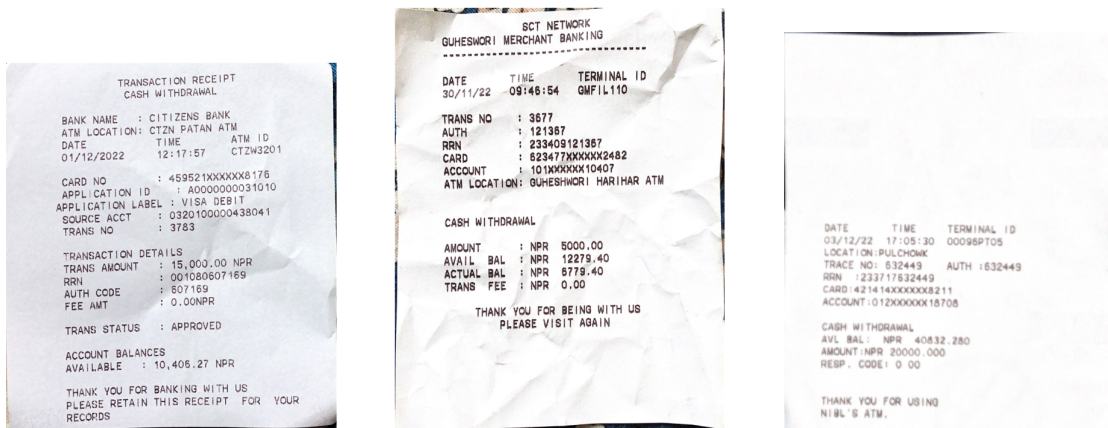 TRANSACTION RECEIPT
CASH WITHDRAWAL
BANK NAME : CITIZENS BANK
ATM LOCATION: CTZN PATAN ATM
DATE TIME ATM ID
01/12/2022 12:17:57 CTZW3201
CARD NO : 459521XXXXXX8176
APPLICATION ID : A0000000031010
APPLICATION LABEL : VISA DEBIT
SOURCE ACCT : 0320100000438041
TRANS NO : 3783
TRANSACTION DETAILS
TRANS AMOUNT : 15,000.00 NPR
RRN : 001080607169
AUTH CODE : 607169
FEE AMT : 0.00NPR
TRANS STATUS : APPROVED
ACCOUNT BALANCES
AVAILABLE : 10,406.27 NPR
THANK YOU FOR BANKING WITH US
PLEASE RETAIN THIS RECEIPT FOR YOUR
RECORDS
SCT NETWORK
GUHESWORI MERCHANT BANKING
DATE TIME TERMINAL ID
30/11/22 09:46:54 GMFIL110
TRANS NO : 3677
AUTH : 121367
RRN : 233409121367
CARD : 623477XXXXXX2482
ACCOUNT : 101XXXXXX10407
ATM LOCATION: GUHESHWORI HARIHAR ATM
CASH WITHDRAWAL
AMOUNT : NPR 5000.00
AVAIL BAL : NPR 12279.40
ACTUAL BAL : NPR 6779.40
TRANS FEE : NPR 0.00
THANK YOU FOR BEING WITH US
PLEASE VISIT AGAIN
DATE TIME TERMINAL ID
03/12/22 17:05:30 00096PT05
LOCATION:PULCHOWK
TRACE NO: 632449 AUTH :632449
RRN :233717632449
CARD:421414XXXXXX8211
ACCOUNT:012XXXXXX18708
CASH WITHDRAWAL
AVL BAL: NPR 40832.280
AMOUNT:NPR 20000.000
RESP. CODE: 0 00
THANK YOU FOR USING
NIBL'S ATM.